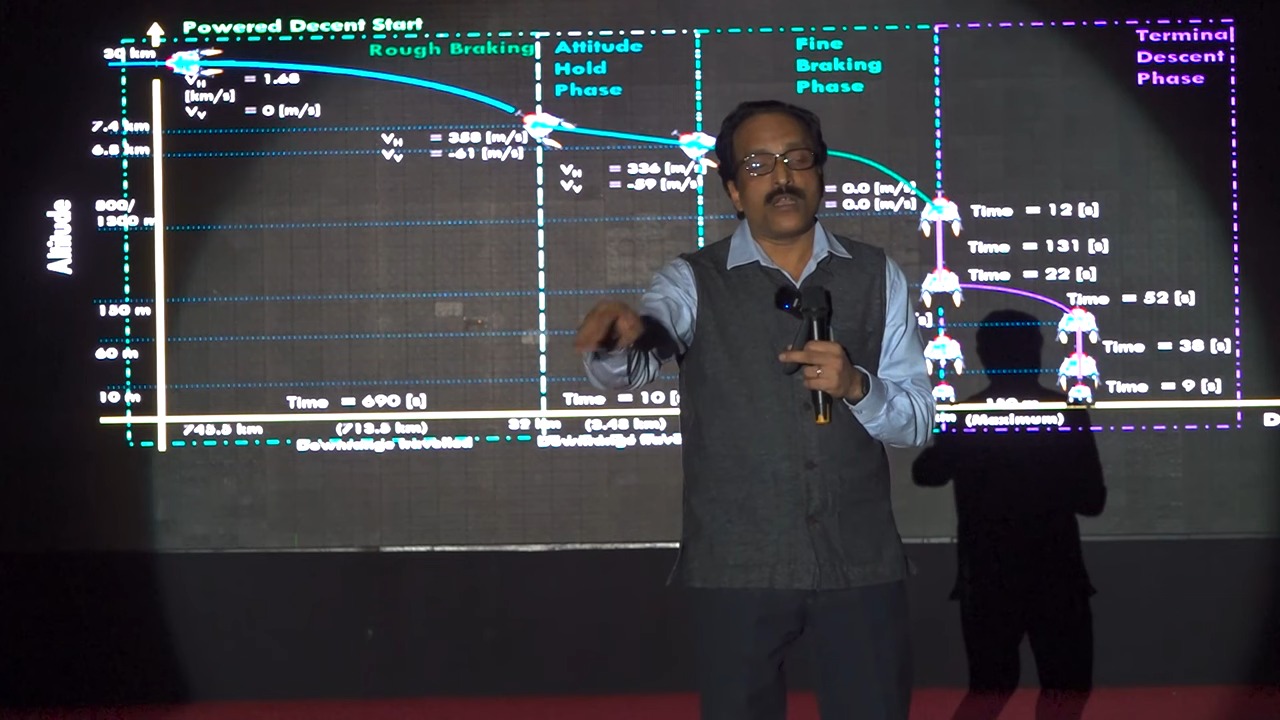 Powered Decent Start
Rough Braking
Attitude
Hold
Phase
Fine
Braking
Phase
Terminal
Descent
Phase
Altitude
30 km
7.4 km
6.8 km
800/
1300 m
150 m
60 m
10 m
VH = 1.68
[km/s]
Vv = 0 [m/s]
VH = 358 [m/s]
Vv = -61 [m/s]
VH = 336 [m/s
Vv = -59 [m/s
= 0.0 [m/s]
= 0.0 [m/s]
Time = 12 [s]
Time = 131 [s]
Time = 22 [s]
Time = 52 [s]
Time = 38 [s]
Time = 9 [s]
s]
Time = 690 [s]
Time = 10 [
745.5 km
(713.5 km)
32 km
(3.48 km)
(Maximum)
D
Downrange travelled
Downrange